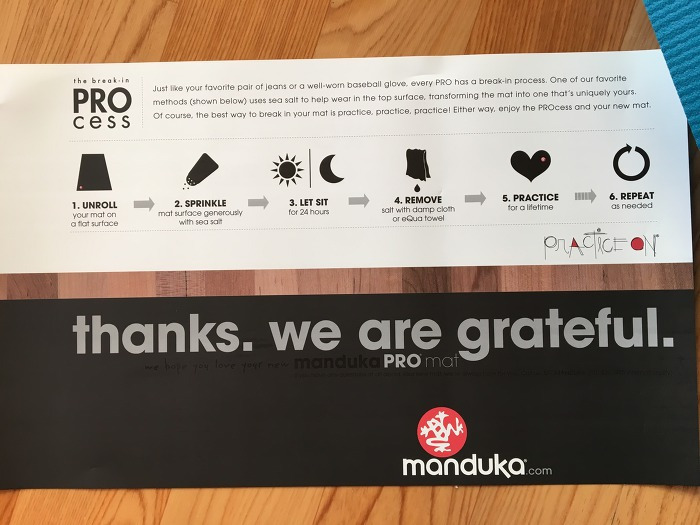 the break-in
PRO
cess
Just like your favorite pair of jeans or a well-worn baseball glove, every PRO has a break-in process. One of our favorite
methods (shown below) uses sea salt to help wear in the top surface, transforming the mat into one that's uniquely yours.
Of course, the best way to break in your mat is practice, practice, practice! Either way, enjoy the PROcess and your new mat.
1. UNROLL
your mat on
a flat surface
2. SPRINKLE
mat surface generously
with sea salt
3. LET SIT
for 24 hours
4. REMOVE
salt with damp cloth
or eQua towel
5. PRACTICE
for a lifetime
6. REPEAT
as needed
PRACTICE ON
thanks. we are grateful.
we hope you love your new manduka PRO mat
manduka.com